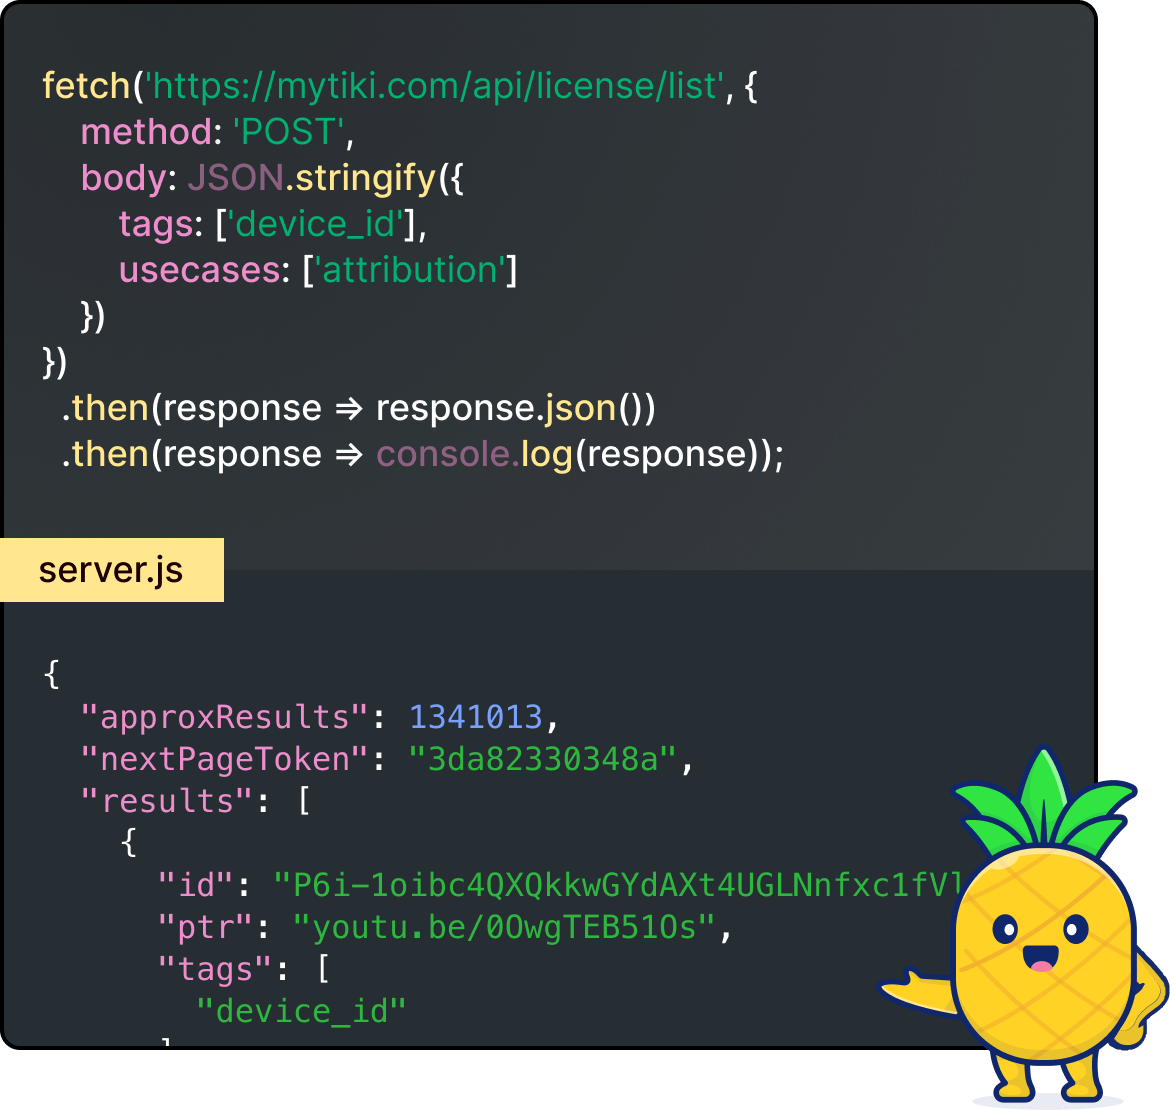 fetch('https://mytiki.com/api/license/list', {
method: 'POST',
body: JSON.stringify({
tags: ['device_id'],
usecases: ['attribution']
})
})
.then(response => response.json())
.then(response => console.log(response));
server.js
{
"approxResults": 1341013,
"nextPageToken": "3da82330348a",
"results": [
{
"id": "P6i-1oibc4QXQkkwGYdAXt4UGLNnfxc1fVl
"ptr": "youtu.be/0OwgTEB51Os",
"tags": [
"device_id"
]